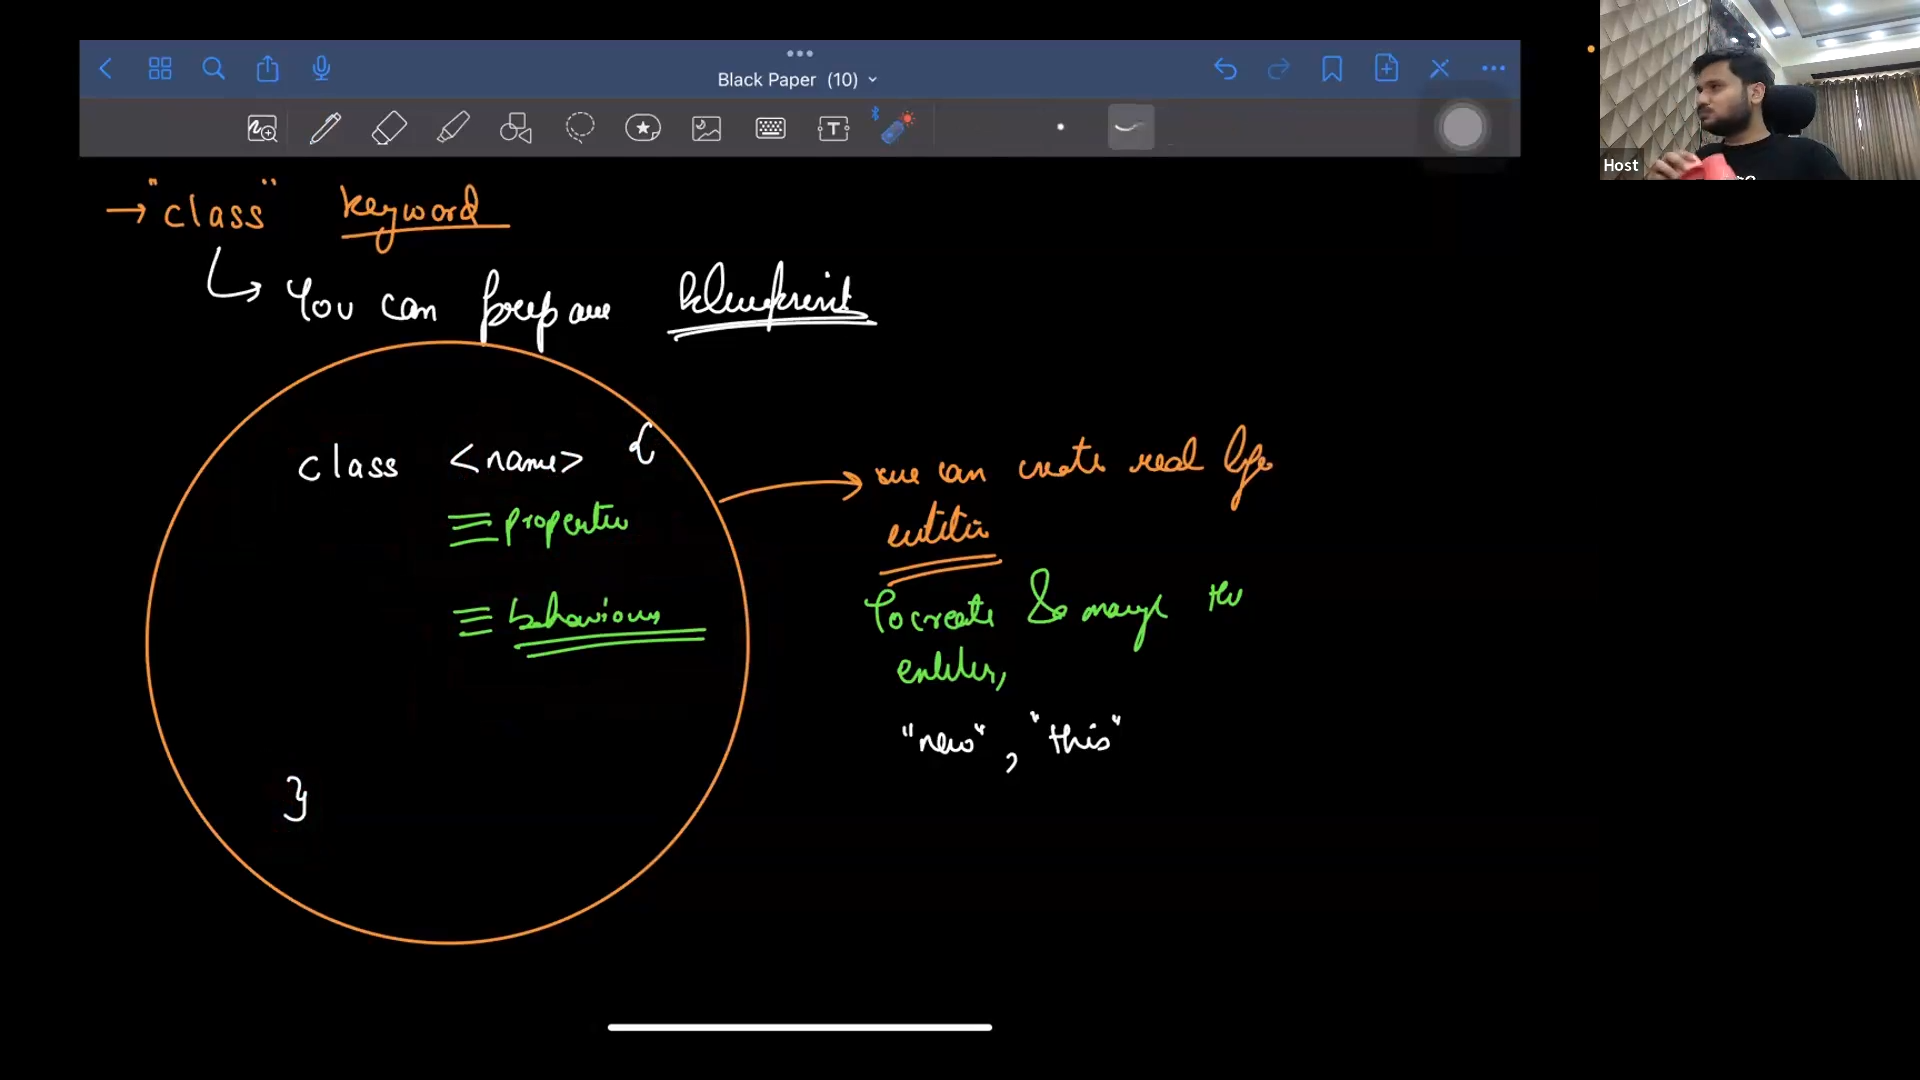 Black Paper (10)
Host
→ "class" keyword
You can prepare blueprint
class <name> {
properties
behaviours
}
we can create real life
entities
To create & manage the
entities,
"new", "this"